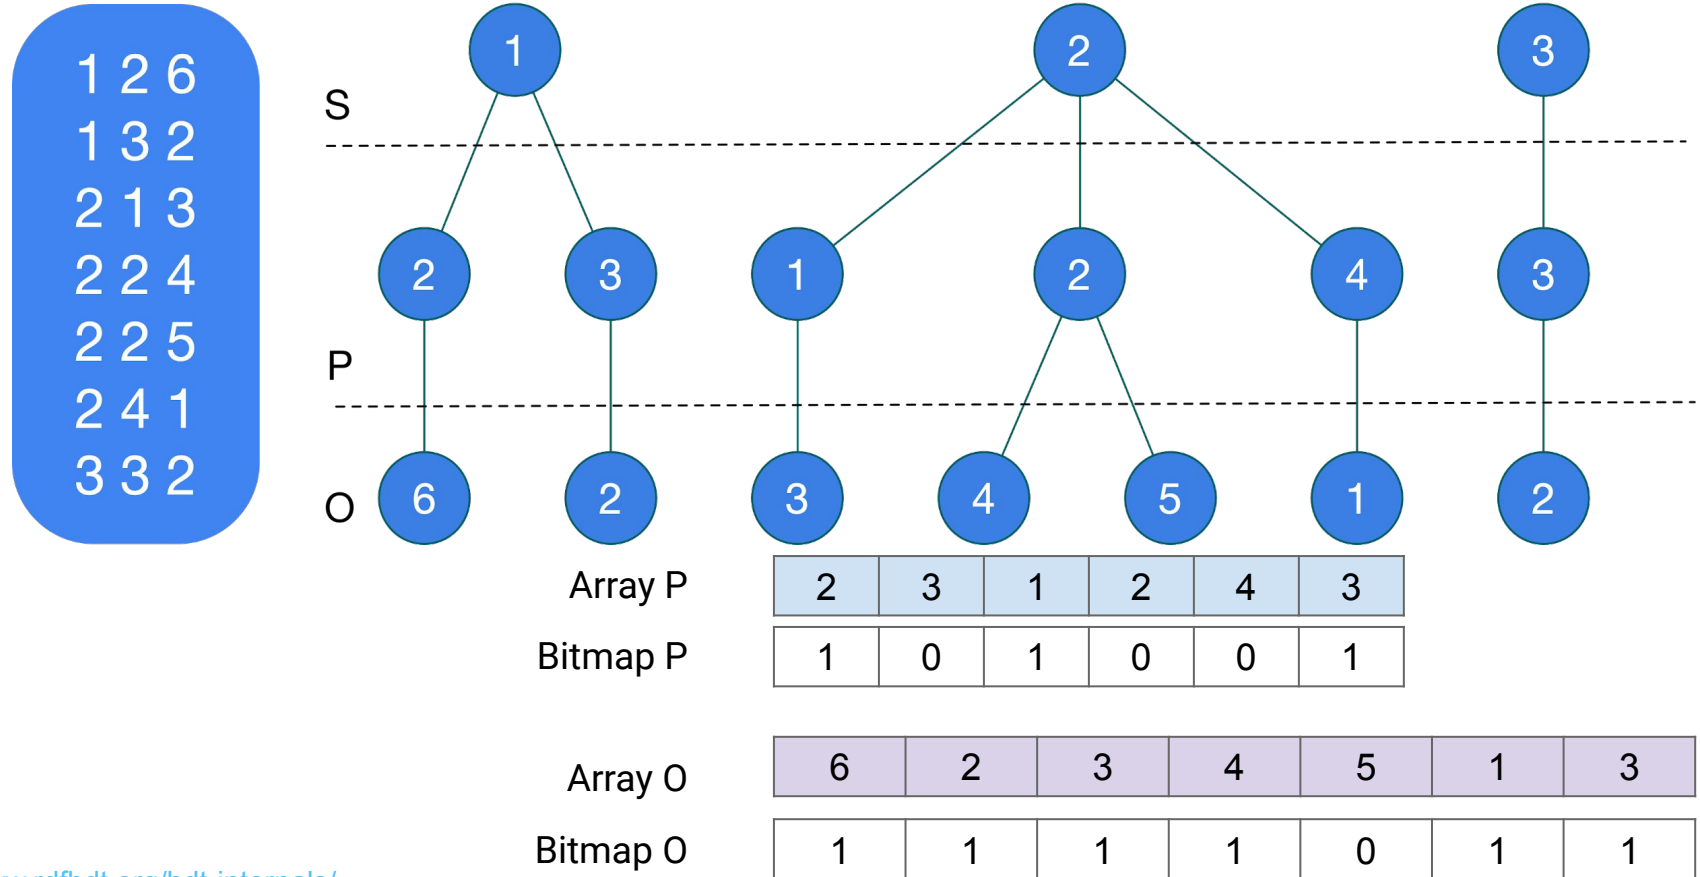 1 2 6
1 3 2
2 1 3
2 2 4
2 2 5
2 4 1
3 3 2
1 2 3
S
2 3 1 2 4 3
P
O 6 2 3 4 5 1 2
Array P 2 3 1 2 4 3
Bitmap P 1 0 1 0 0 1
Array O 6 2 3 4 5 1 3
Bitmap O 1 1 1 1 0 1 1